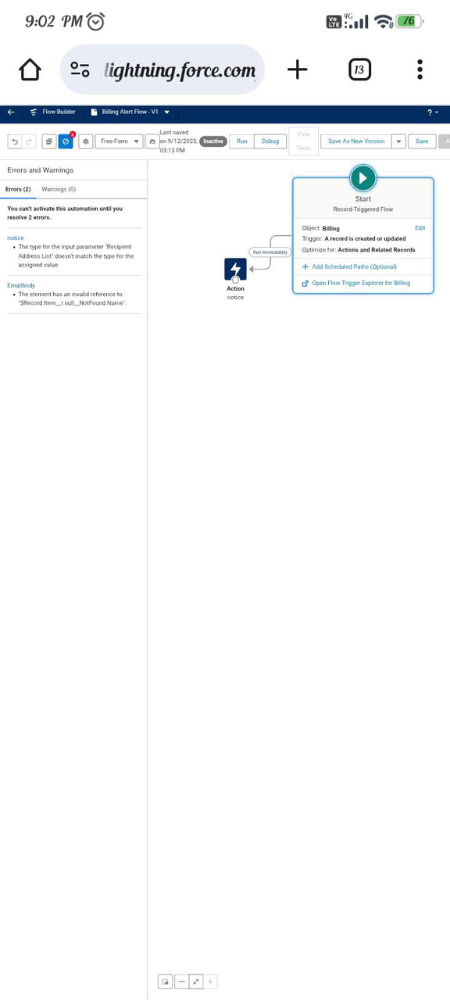 9:02 PM
Vo LTE 4G 76
lightning.force.com
13
Flow Builder Billing Alert Flow - V1 ?
2
Free-Form
Last saved
on 9/12/2025,
03:13 PM
Inactive
Run
Debug
View
Tests
Save As New Version
Save
A
Errors and Warnings
Errors (2) Warnings (0)
You can't activate this automation until you
resolve 2 errors.
notice
• The type for the input parameter "Recipient
Address List" doesn't match the type for the
assigned value.
Emailbody
• The element has an invalid reference to
"$Record.Item__r.null__NotFound.Name".
Start
Record-Triggered Flow
Object: Billing Edit
Trigger: A record is created or updated
Optimize for: Actions and Related Records
+ Add Scheduled Paths (Optional)
Open Flow Trigger Explorer for Billing
Run Immediately
Action
notice